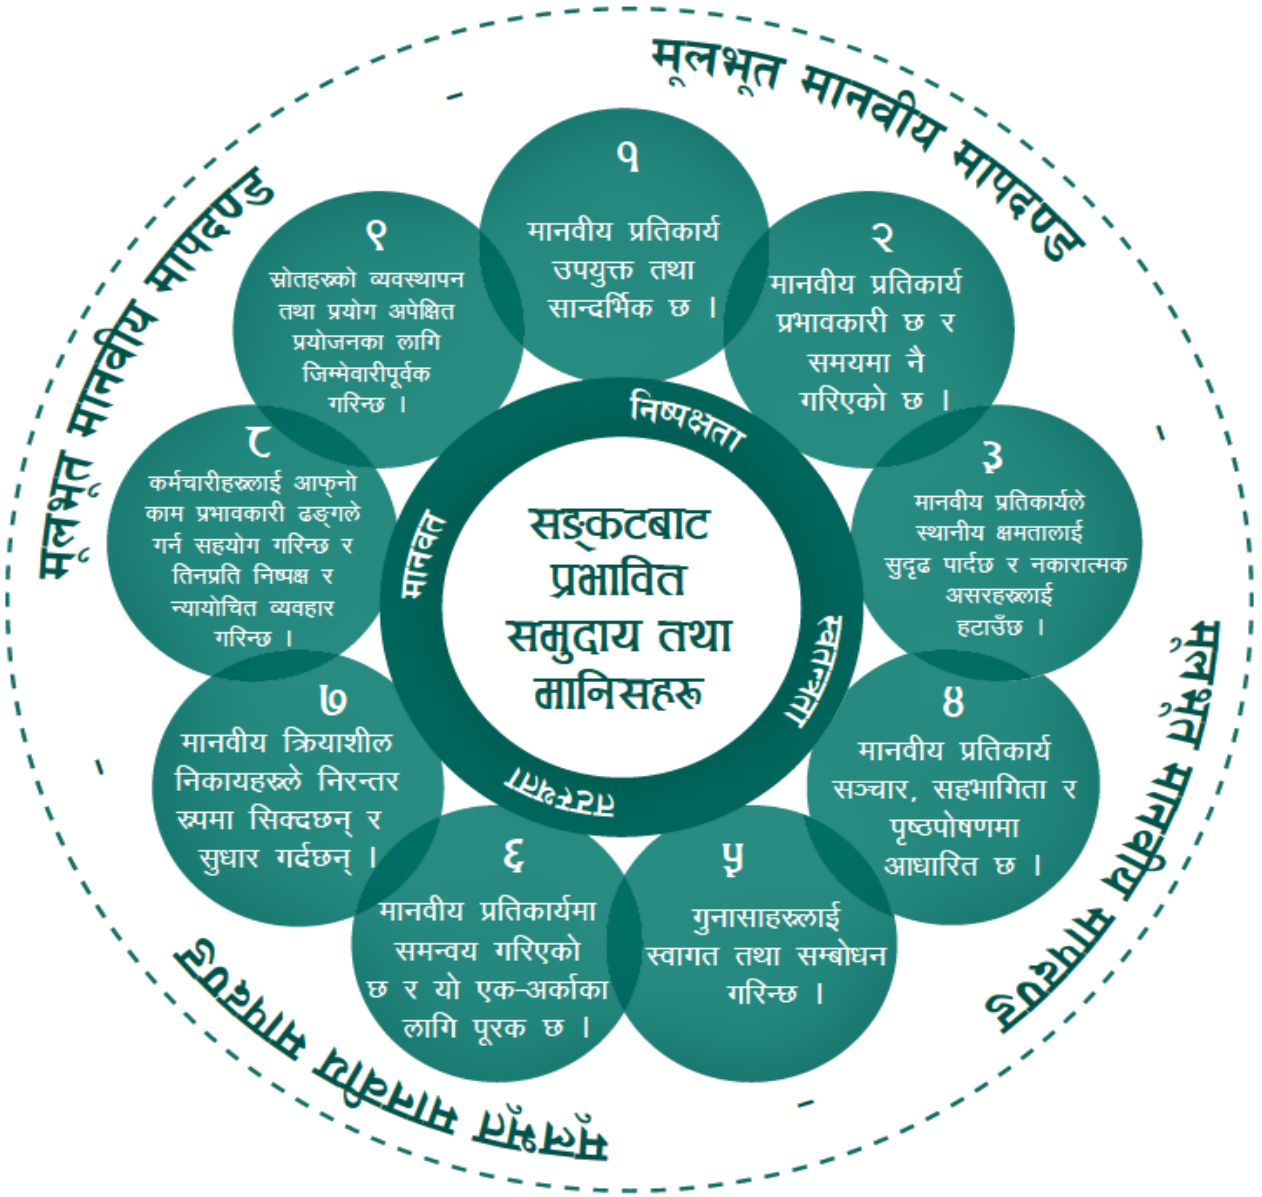 मूलभूत मानवीय मापदण्ड
-
मूलभूत मानवीय मापदण्ड
-
मूलभूत मानवीय मापदण्ड
-
मूलभूत मानवीय मापदण्ड
-
१
मानवीय प्रतिकार्य
उपयुक्त तथा
सान्दर्भिक छ ।
२
मानवीय प्रतिकार्य
प्रभावकारी छ र
समयमा नै
गरिएको छ ।
३
मानवीय प्रतिकार्यले
स्थानीय क्षमतालाई
सुदृढ पार्दछ र नकारात्मक
असरहरूलाई
हटाउँछ ।
४
मानवीय प्रतिकार्य
सञ्चार, सहभागिता र
पृष्ठपोषणमा
आधारित छ ।
५
गुनासाहरूलाई
स्वागत तथा सम्बोधन
गरिन्छ ।
६
मानवीय प्रतिकार्यमा
समन्वय गरिएको
छ र यो एक-अर्काका
लागि पूरक छ ।
७
मानवीय क्रियाशील
निकायहरूले निरन्तर
रूपमा सिक्दछन् र
सुधार गर्दछन् ।
८
कर्मचारीहरूलाई आफ्नो
काम प्रभावकारी ढङ्गले
गर्न सहयोग गरिन्छ र
तिनप्रति निष्पक्ष र
न्यायोचित व्यवहार
गरिन्छ ।
९
स्रोतहरूको व्यवस्थापन
तथा प्रयोग अपेक्षित
प्रयोजनका लागि
जिम्मेवारीपूर्वक
गरिन्छ ।
निष्पक्षता
स्वतन्त्रता
तटस्थता
मानवत
सङ्कटबाट
प्रभावित
समुदाय तथा
मानिसहरू